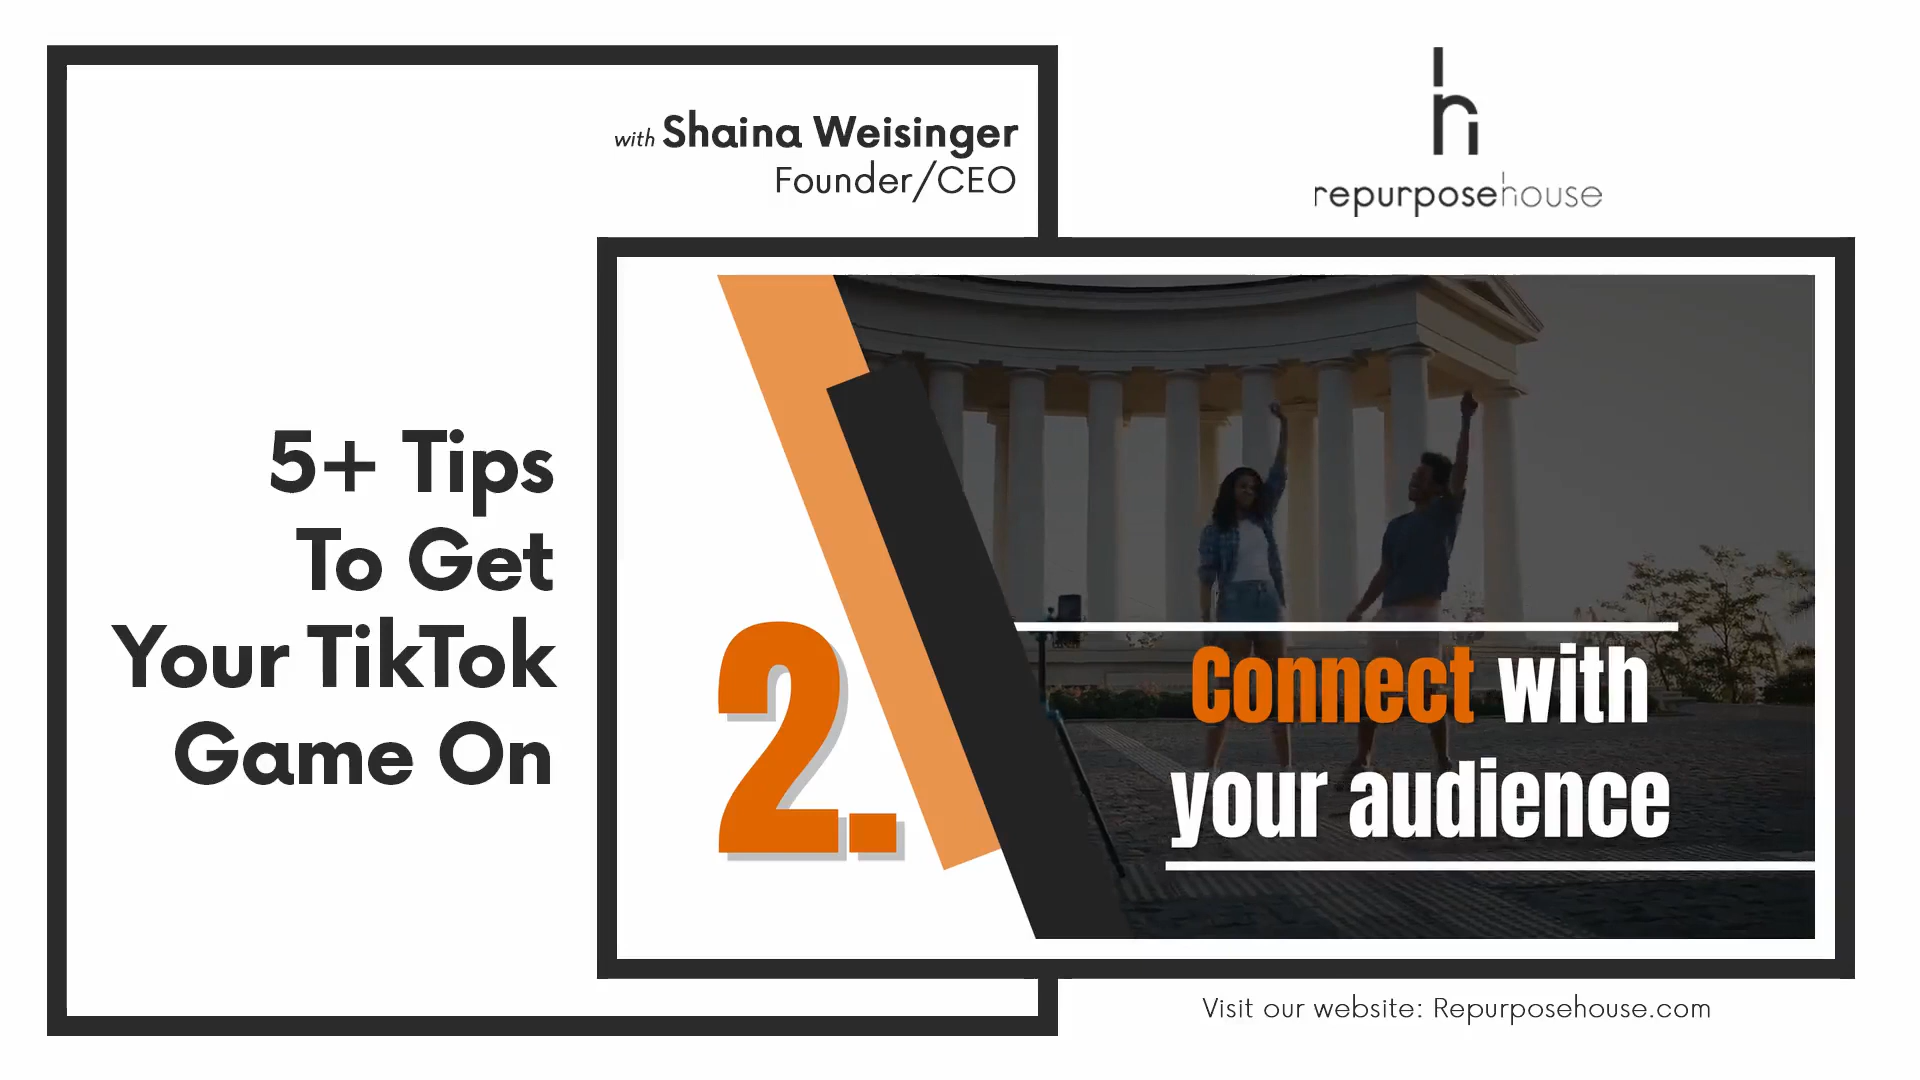 with Shaina Weisinger
Founder/CEO
repurposehouse
5+ Tips
To Get
Your TikTok
Game On
2.
Connect with
your audience
Visit our website: Repurposehouse.com